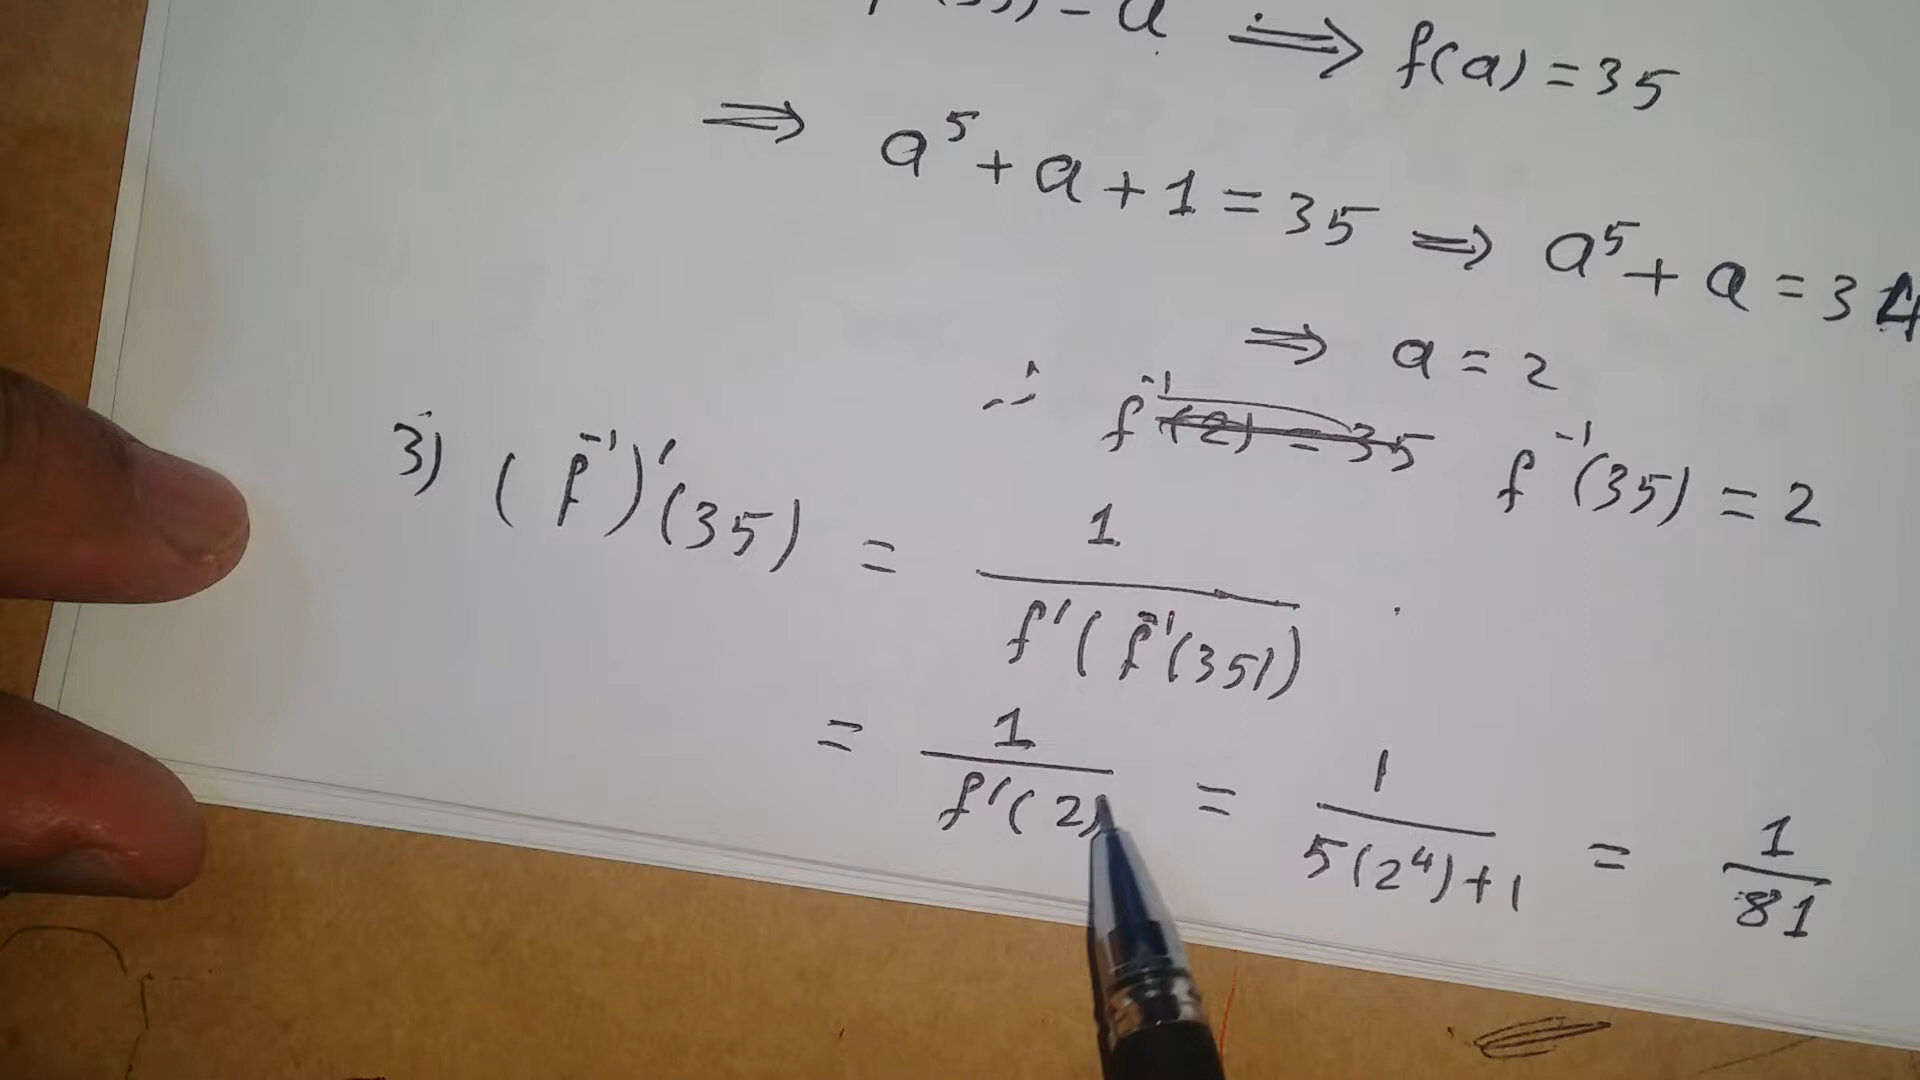 (35) = a ⟹ f(a) = 35
⟹ a⁵ + a + 1 = 35 ⟹ a⁵ + a = 34
⟹ a = 2
∴ f⁻¹(2) = 35 f⁻¹(35) = 2
3) (f⁻¹)′(35) = 1 / f′(f⁻¹(35))
= 1 / f′(2) = 1 / 5(2⁴)+1 = 1 / 81